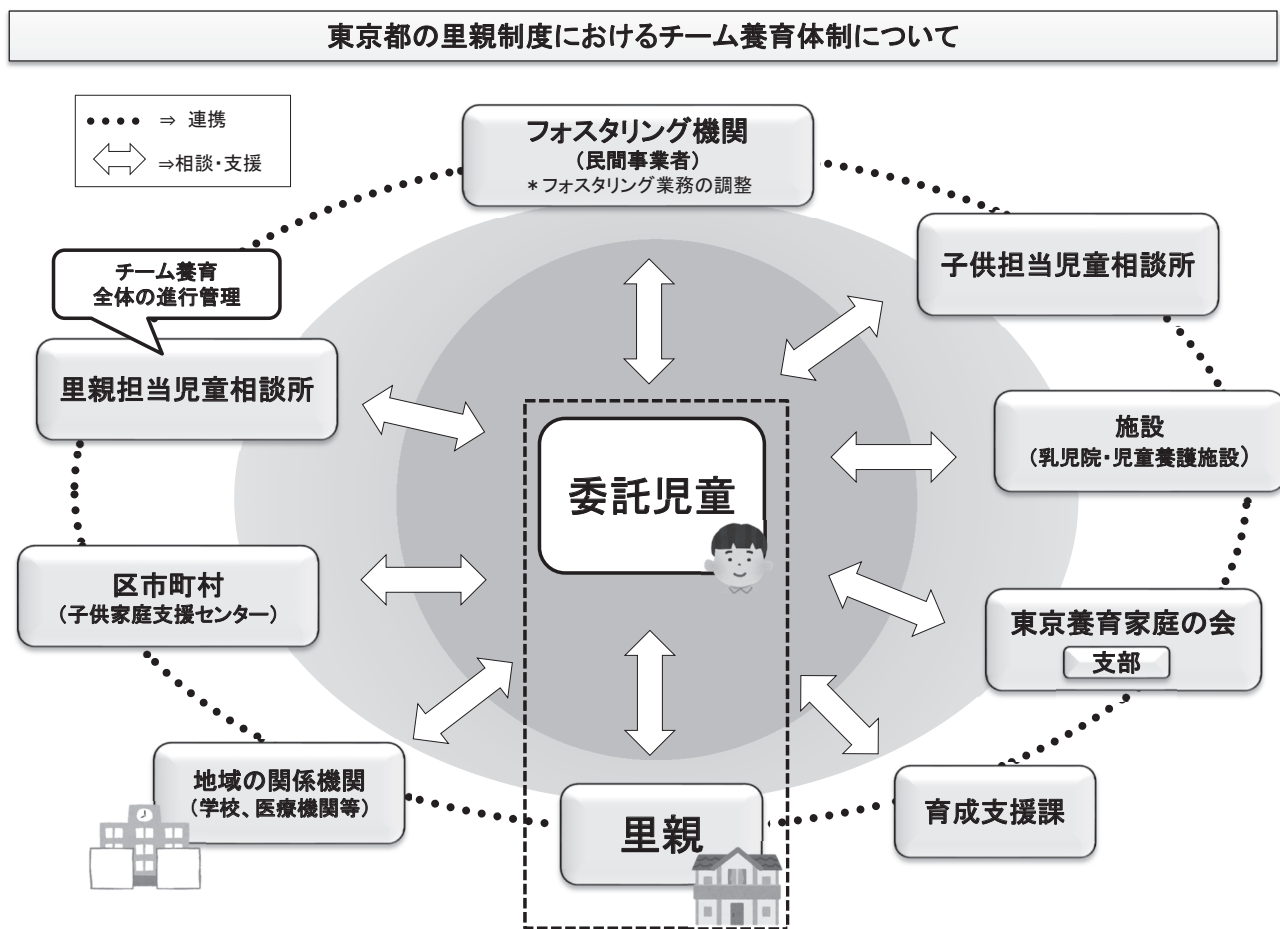 東京都の里親制度におけるチーム養育体制について
•••• ⇒ 連携
⇒相談・支援
フォスタリング機関
(民間事業者)
*フォスタリング業務の調整
子供担当児童相談所
チーム養育
全体の進行管理
里親担当児童相談所
施設
(乳児院・児童養護施設)
委託児童
区市町村
(子供家庭支援センター)
東京養育家庭の会
支部
地域の関係機関
(学校、医療機関等)
里親
育成支援課